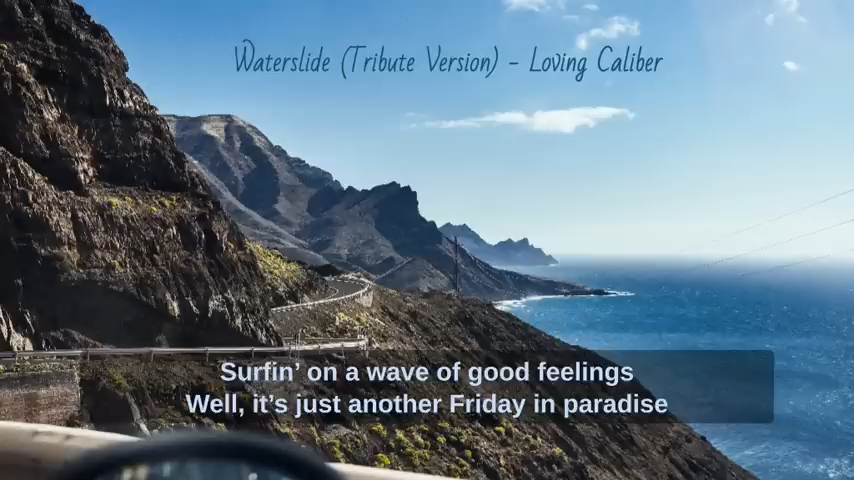 Waterslide (Tribute Version) - Loving Caliber
Surfin’ on a wave of good feelings
Well, it’s just another Friday in paradise